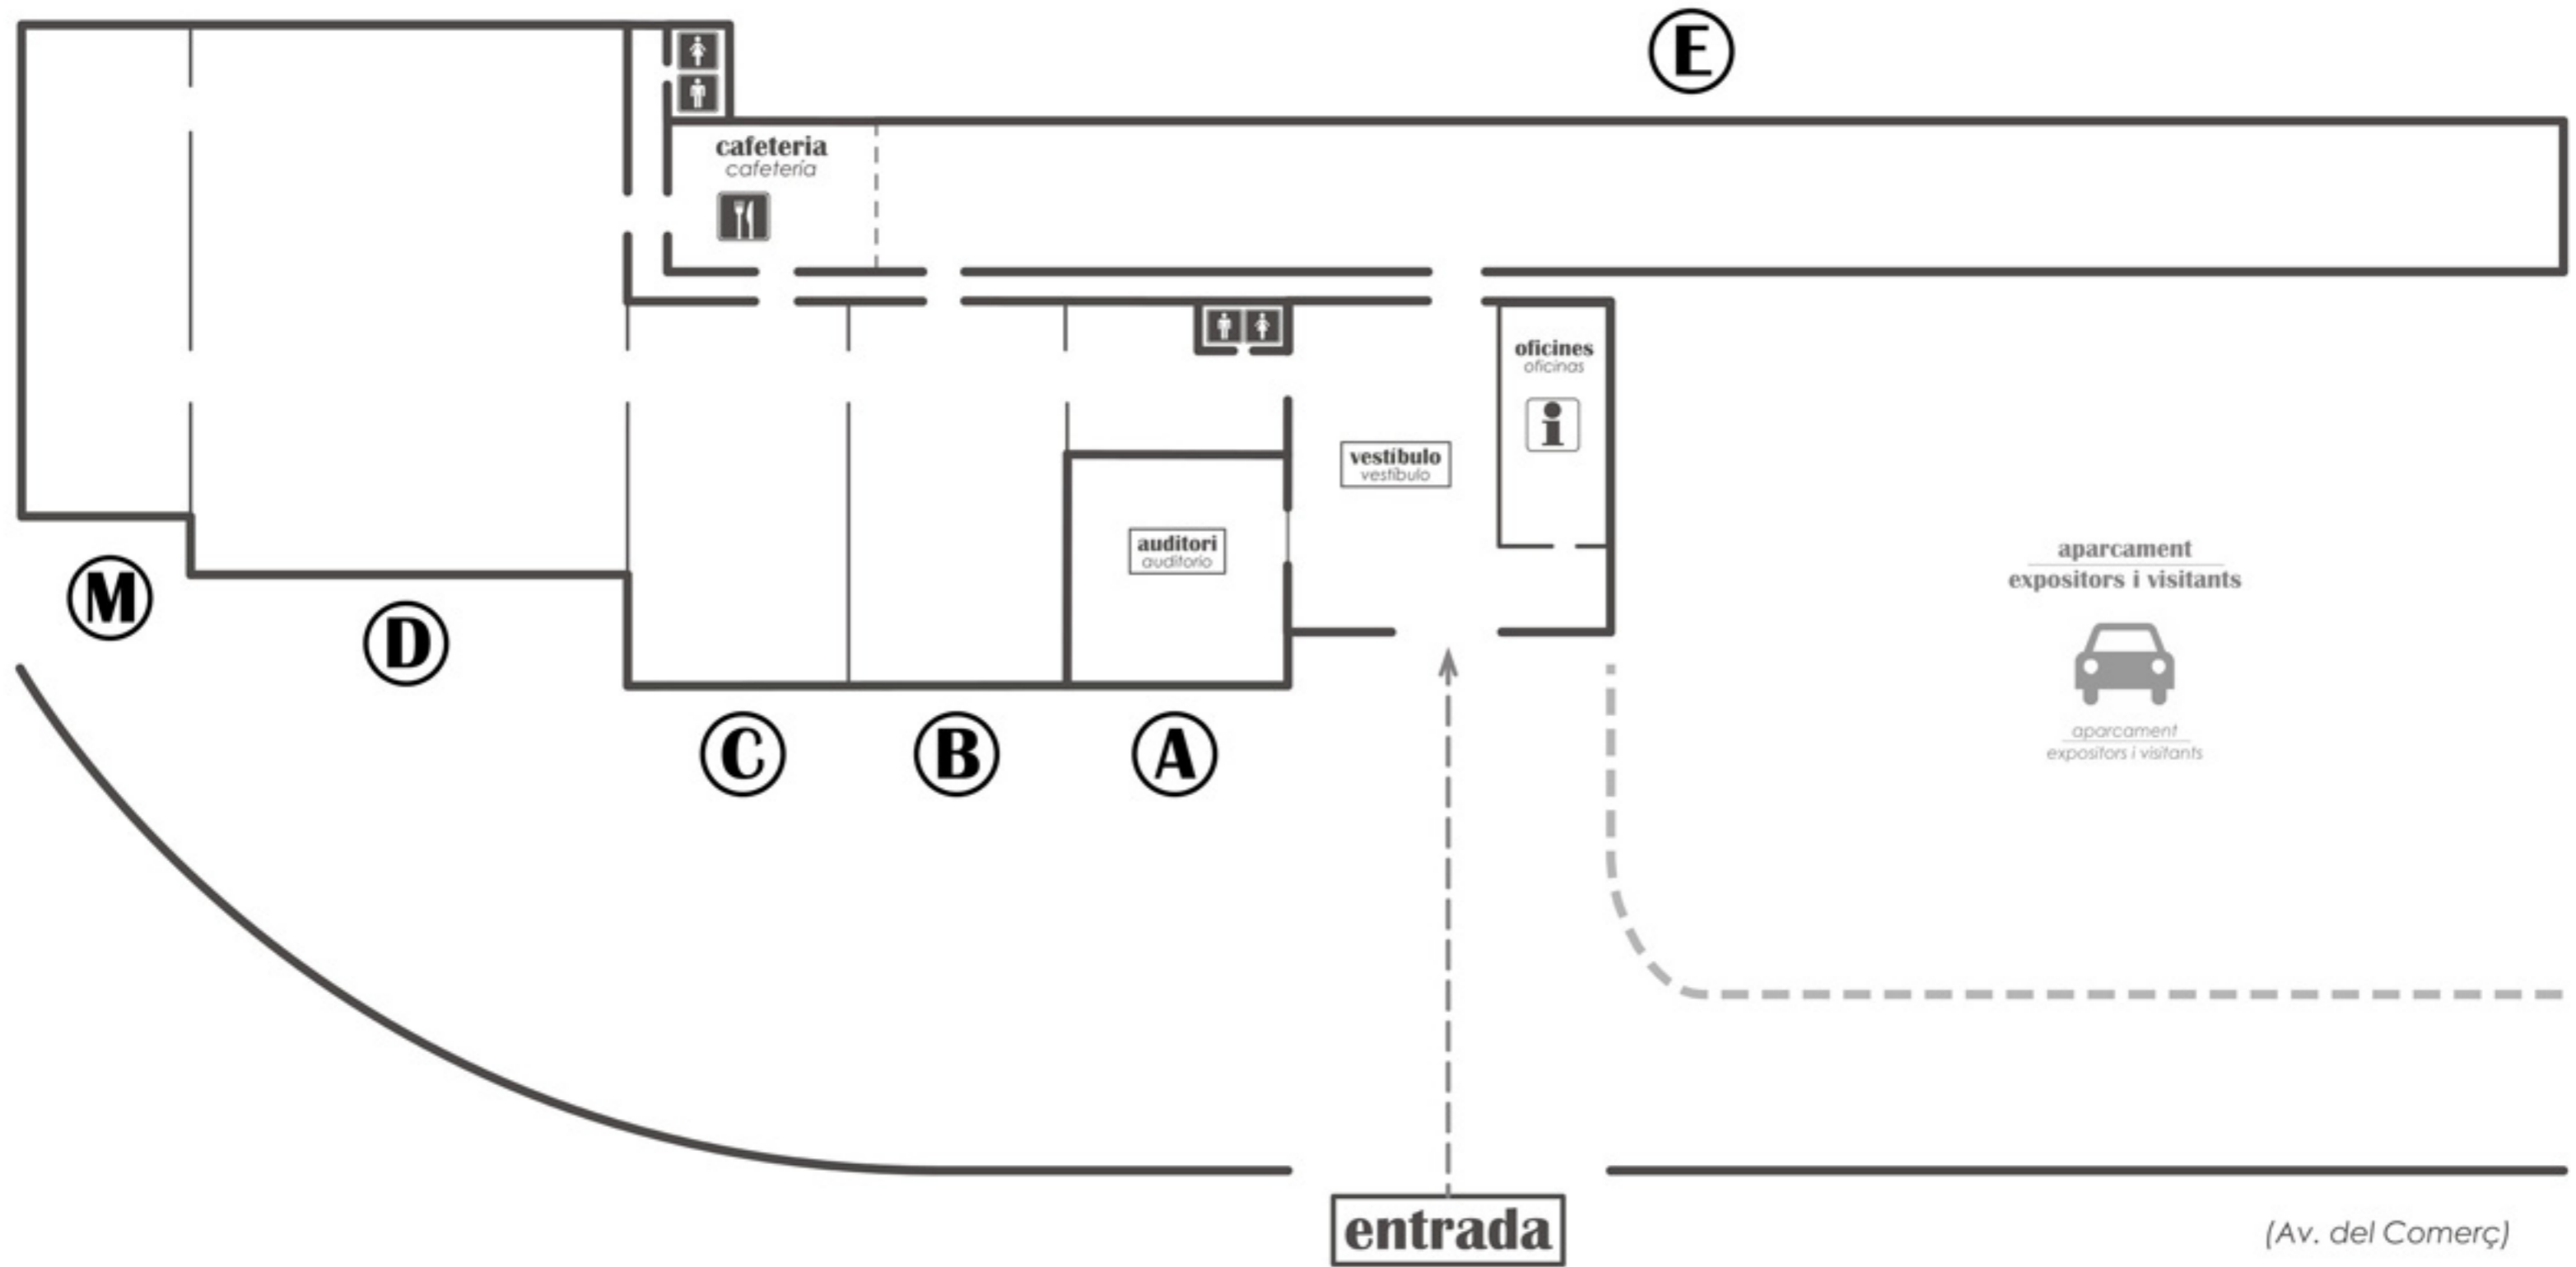 E
cafeteria
cafetería
oficines
oficinas
vestíbulo
vestíbulo
auditori
auditorio
aparcament
expositors i visitants
aparcament
expositors i visitants
M
D
C
B
A
entrada
(Av. del Comerç)